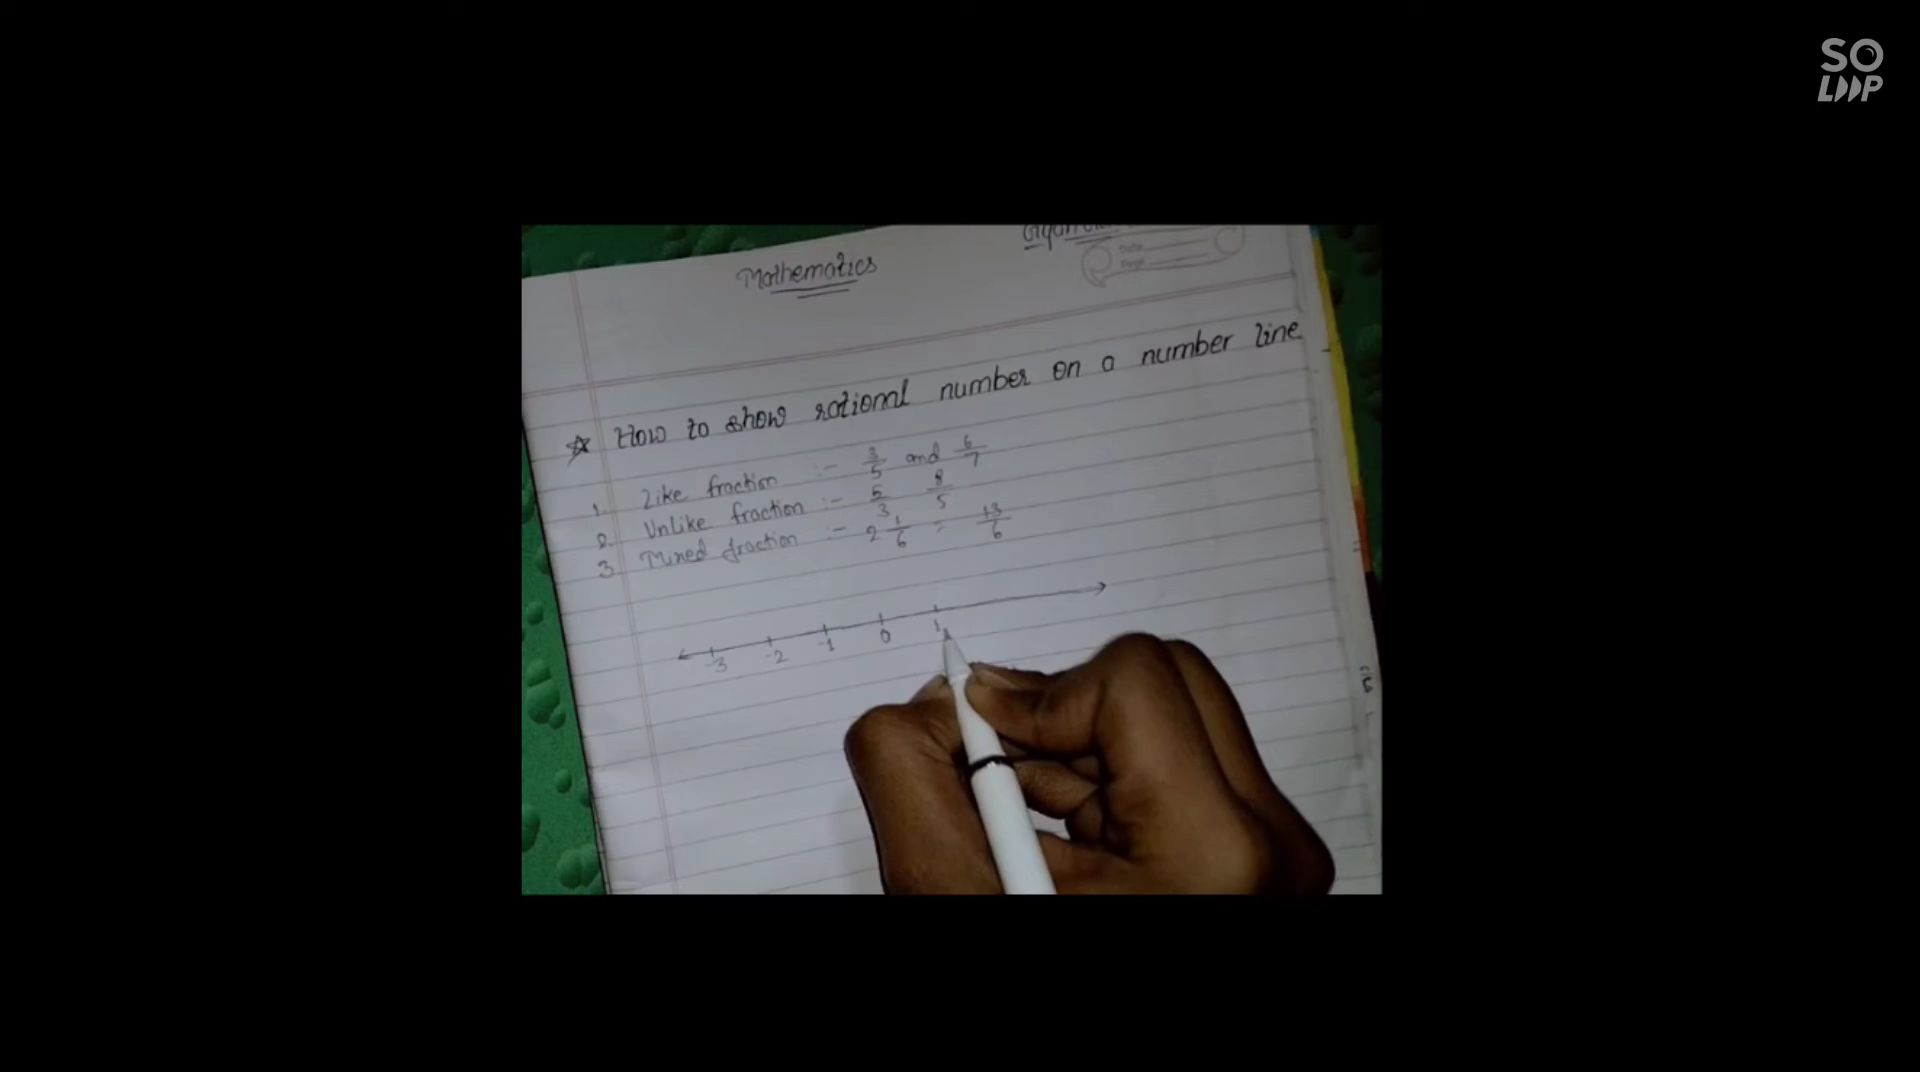 SO
LOOP
Mathematics
Date
Page
☆ How to show rational number on a number line
1. Like fraction :- 3/5 and 6/7
2. Unlike fraction :- 5/3 8/5
3. Mixed fraction :- 2 1/6 = 13/6
-3 -2 -1 0 1